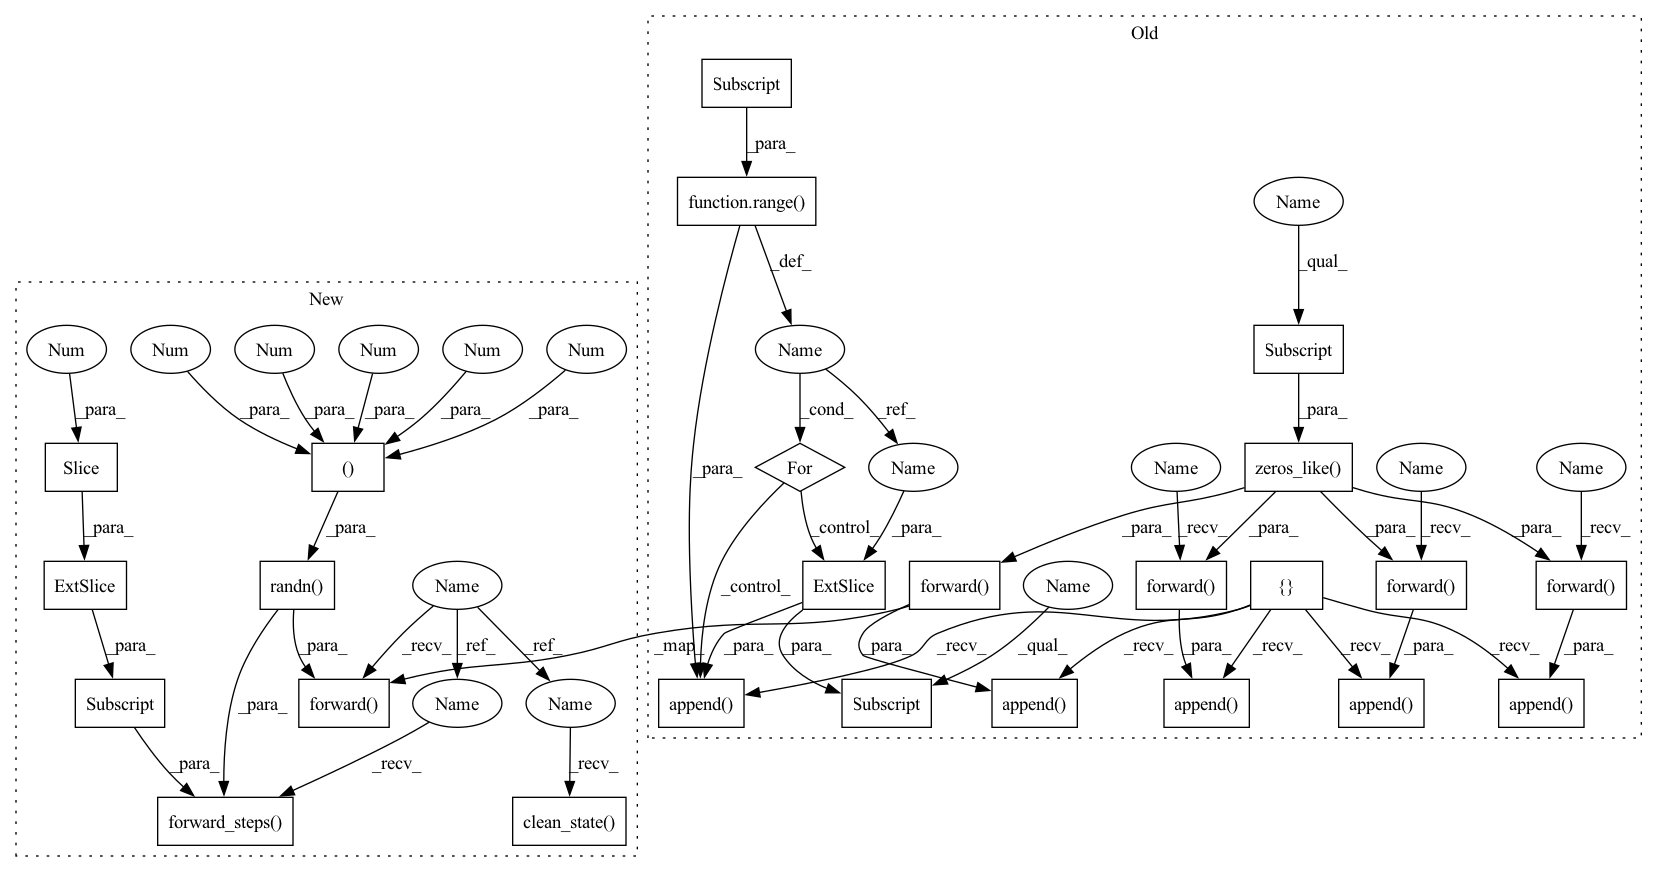 Old
Subscript
_para_
function.range()
Name
_def_
_qual_
New
Num
Num
Num
Num
Num
Num
Name
Subscript
_para_
_para_
_para_
_para_
_para_
_para_
_cond_
_ref_
_para_
Slice
()
For
Name
Name
zeros_like()
Name
Name
_para_
_para_
_para_
_control_
_para_
_para_
_recv_
_para_
_para_
_recv_
_para_
_recv_
ExtSlice
randn()
Name
ExtSlice
forward()
Name
forward()
{}
forward()
forward()
_control_
_para_
_para_
_recv_
_ref_
_ref_
_map_
_para_
_para_
_para_
_recv_
_qual_
_recv_
_para_
_recv_
_recv_
_para_
_recv_
_para_
Subscript
forward()
Name
Name
append()
Subscript
append()
append()
append()
append()
_para_
_para_
_recv_
_recv_
forward_steps()
clean_state()